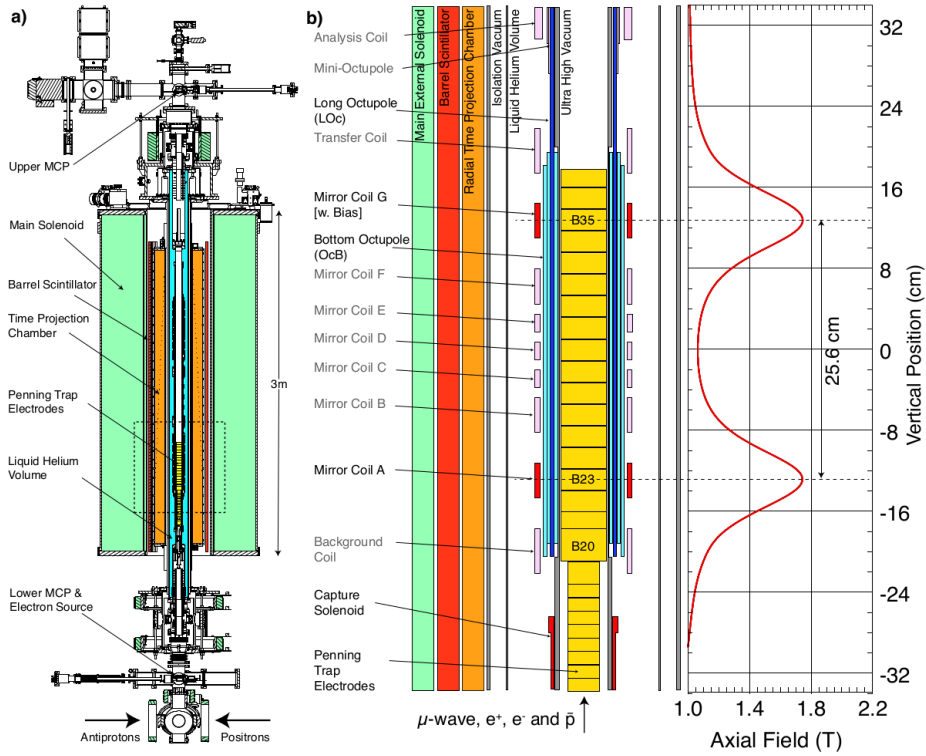 a)
Upper MCP
Main Solenoid
Barrel Scintillator
Time Projection
Chamber
Penning Trap
Electrodes
Liquid Helium
Volume
3m
Lower MCP &
Electron Source
Antiprotons
Positrons
b)
Analysis Coil
Mini-Octupole
Long Octupole
(LOc)
Transfer Coil
Mirror Coil G
[w. Bias]
Bottom Octupole
(OcB)
Mirror Coil F
Mirror Coil E
Mirror Coil D
Mirror Coil C
Mirror Coil B
Mirror Coil A
Background
Coil
Capture
Solenoid
Penning
Trap
Electrodes
Main External Solenoid
Barrel Scintillator
Radial Time Projection Chamber
Isolation Vacuum
Liquid Helium Volume
Ultra High Vacuum
B35
B23
B20
μ-wave, e⁺, e⁻ and p̄
25.6 cm
32
24
16
8
0
-8
-16
-24
-32
Vertical Position (cm)
1.0
1.4
1.8
2.2
Axial Field (T)